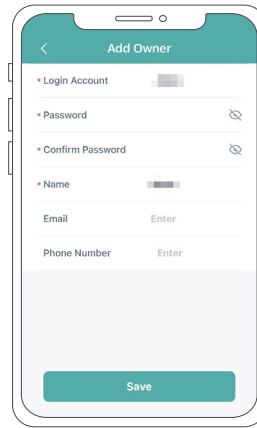 Add Owner
* Login Account
* Password
* Confirm Password
* Name
Email Enter
Phone Number Enter
Save